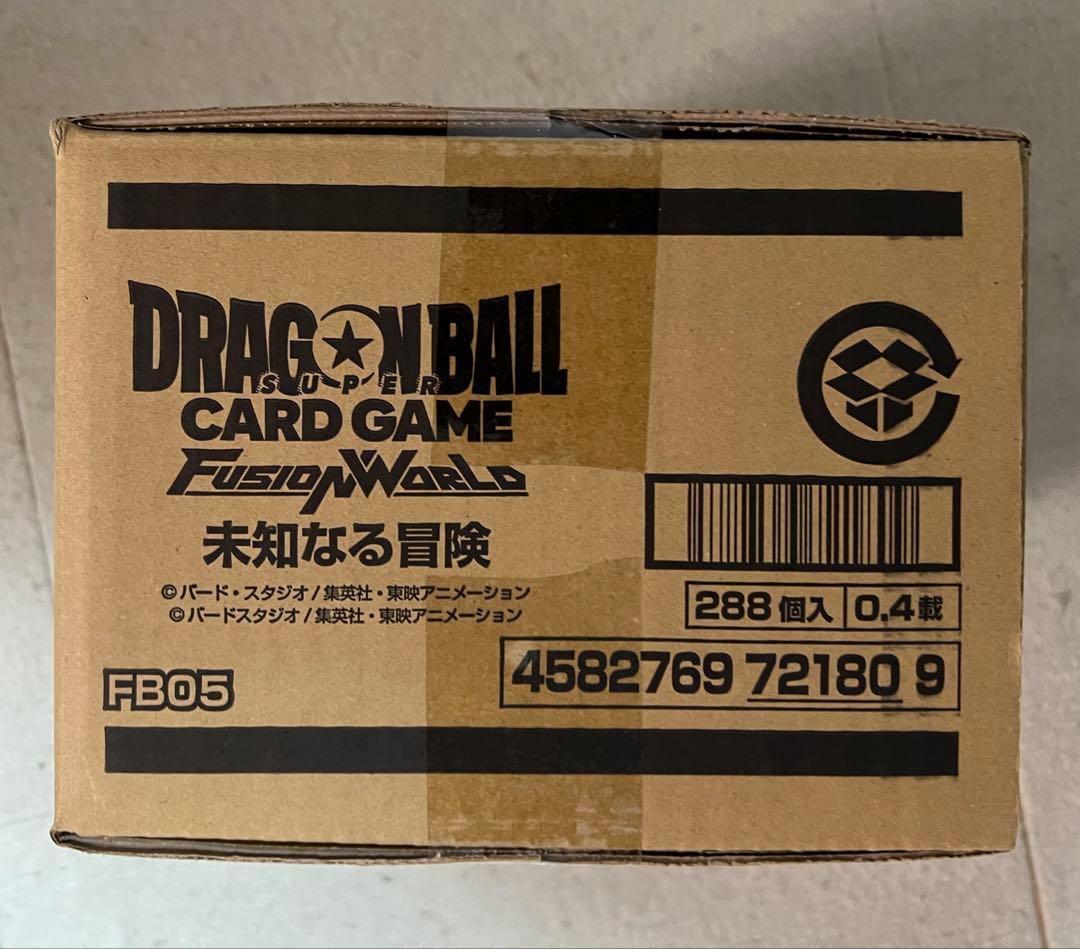 DRAGON BALL
SUPER
CARD GAME
FUSION WORLD
未知なる冒険
©バード・スタジオ/集英社・東映アニメーション
©バードスタジオ/集英社・東映アニメーション
FB05
288個入 0.4載
4582769 72180 9